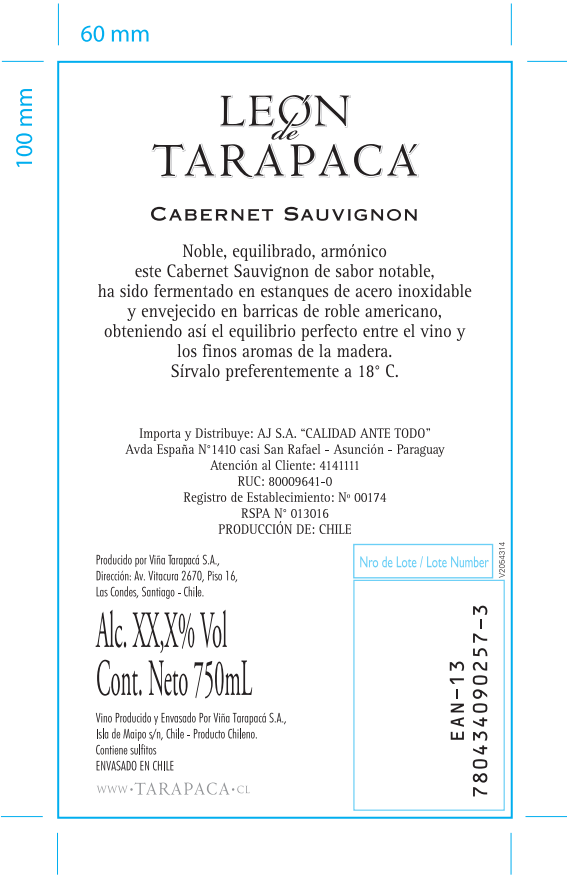 60 mm
100 mm
LEÓN
de
TARAPACÁ
CABERNET SAUVIGNON
Noble, equilibrado, armónico
este Cabernet Sauvignon de sabor notable,
ha sido fermentado en estanques de acero inoxidable
y envejecido en barricas de roble americano,
obteniendo así el equilibrio perfecto entre el vino y
los finos aromas de la madera.
Sírvalo preferentemente a 18° C.
Importa y Distribuye: AJ S.A. “CALIDAD ANTE TODO”
Avda España N°1410 casi San Rafael - Asunción - Paraguay
Atención al Cliente: 4141111
RUC: 80009641-0
Registro de Establecimiento: Nº 00174
RSPA N° 013016
PRODUCCIÓN DE: CHILE
Producido por Viña Tarapacá S.A.,
Dirección: Av. Vitacura 2670, Piso 16,
Las Condes, Santiago - Chile.
Alc. XX,X% Vol
Cont. Neto 750mL
Vino Producido y Envasado Por Viña Tarapacá S.A.,
Isla de Maipo s/n, Chile - Producto Chileno.
Contiene sulfitos
ENVASADO EN CHILE
WWW·TARAPACA·CL
Nro de Lote / Lote Number
V2054314
EAN-13
780434090257-3